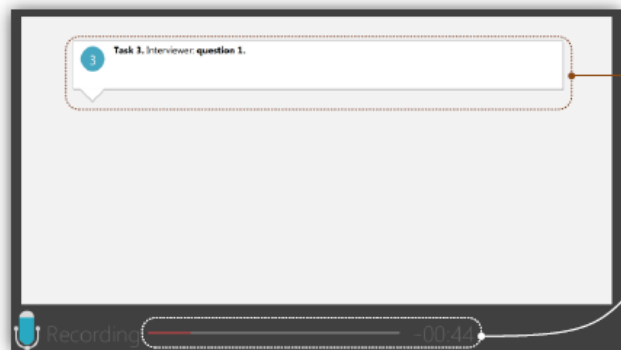 3
Task 3. Interviewer: question 1.
Recording
-00:44